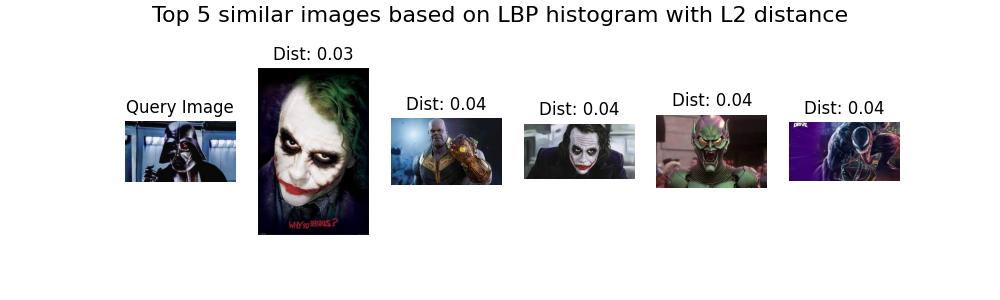 Top 5 similar images based on LBP histogram with L2 distance
Query Image
Dist: 0.03
Dist: 0.04
Dist: 0.04
Dist: 0.04
Dist: 0.04
WHY SO SERIOUS?